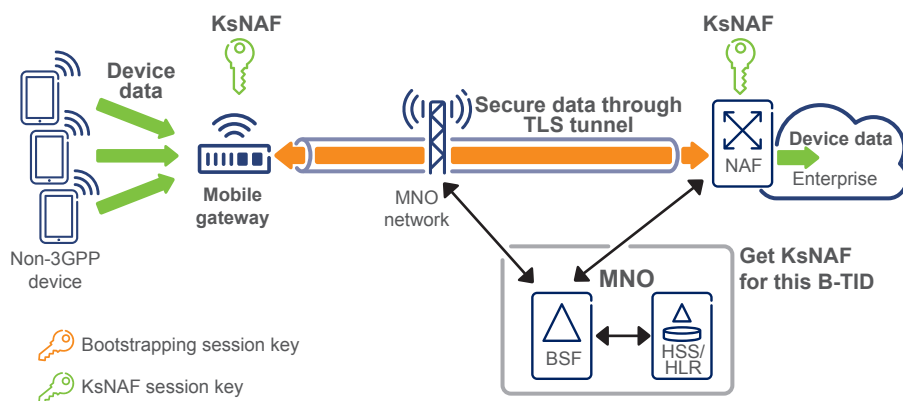 KsNAF
KsNAF
Device
data
Secure data through
TLS tunnel
Device data
NAF
Enterprise
Mobile
gateway
MNO
network
Non-3GPP
device
Get KsNAF
for this B-TID
MNO
BSF
HSS/
HLR
Bootstrapping session key
KsNAF session key